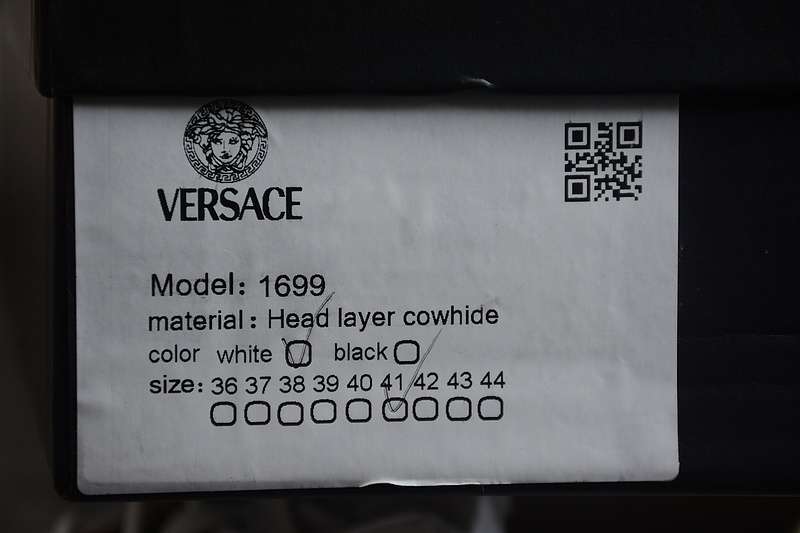 VERSACE
Model: 1699
material: Head layer cowhide
color white black
size: 36 37 38 39 40 41 42 43 44